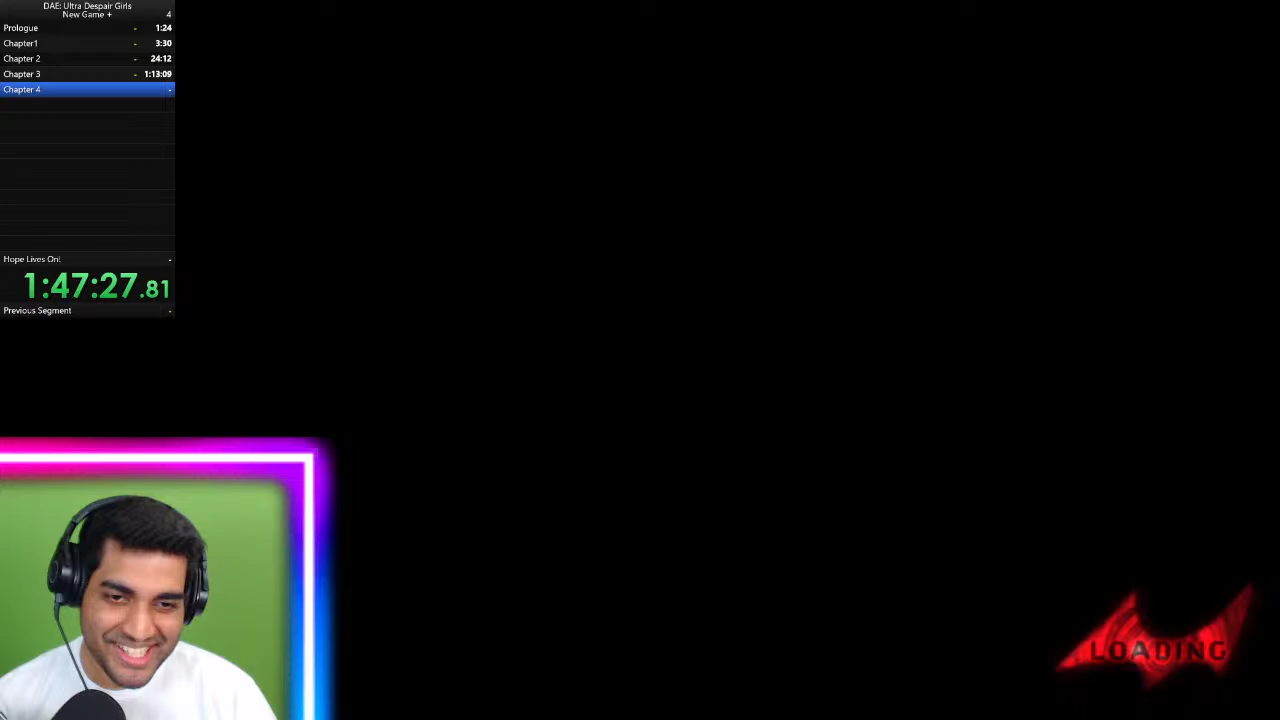 DAE: Ultra Despair Girls
New Game + 4
Prologue - 1:24
Chapter1 - 3:30
Chapter 2 - 24:12
Chapter 3 - 1:13:09
Chapter 4 -
Hope Lives On! -
1:47:27.81
Previous Segment -
LOADING